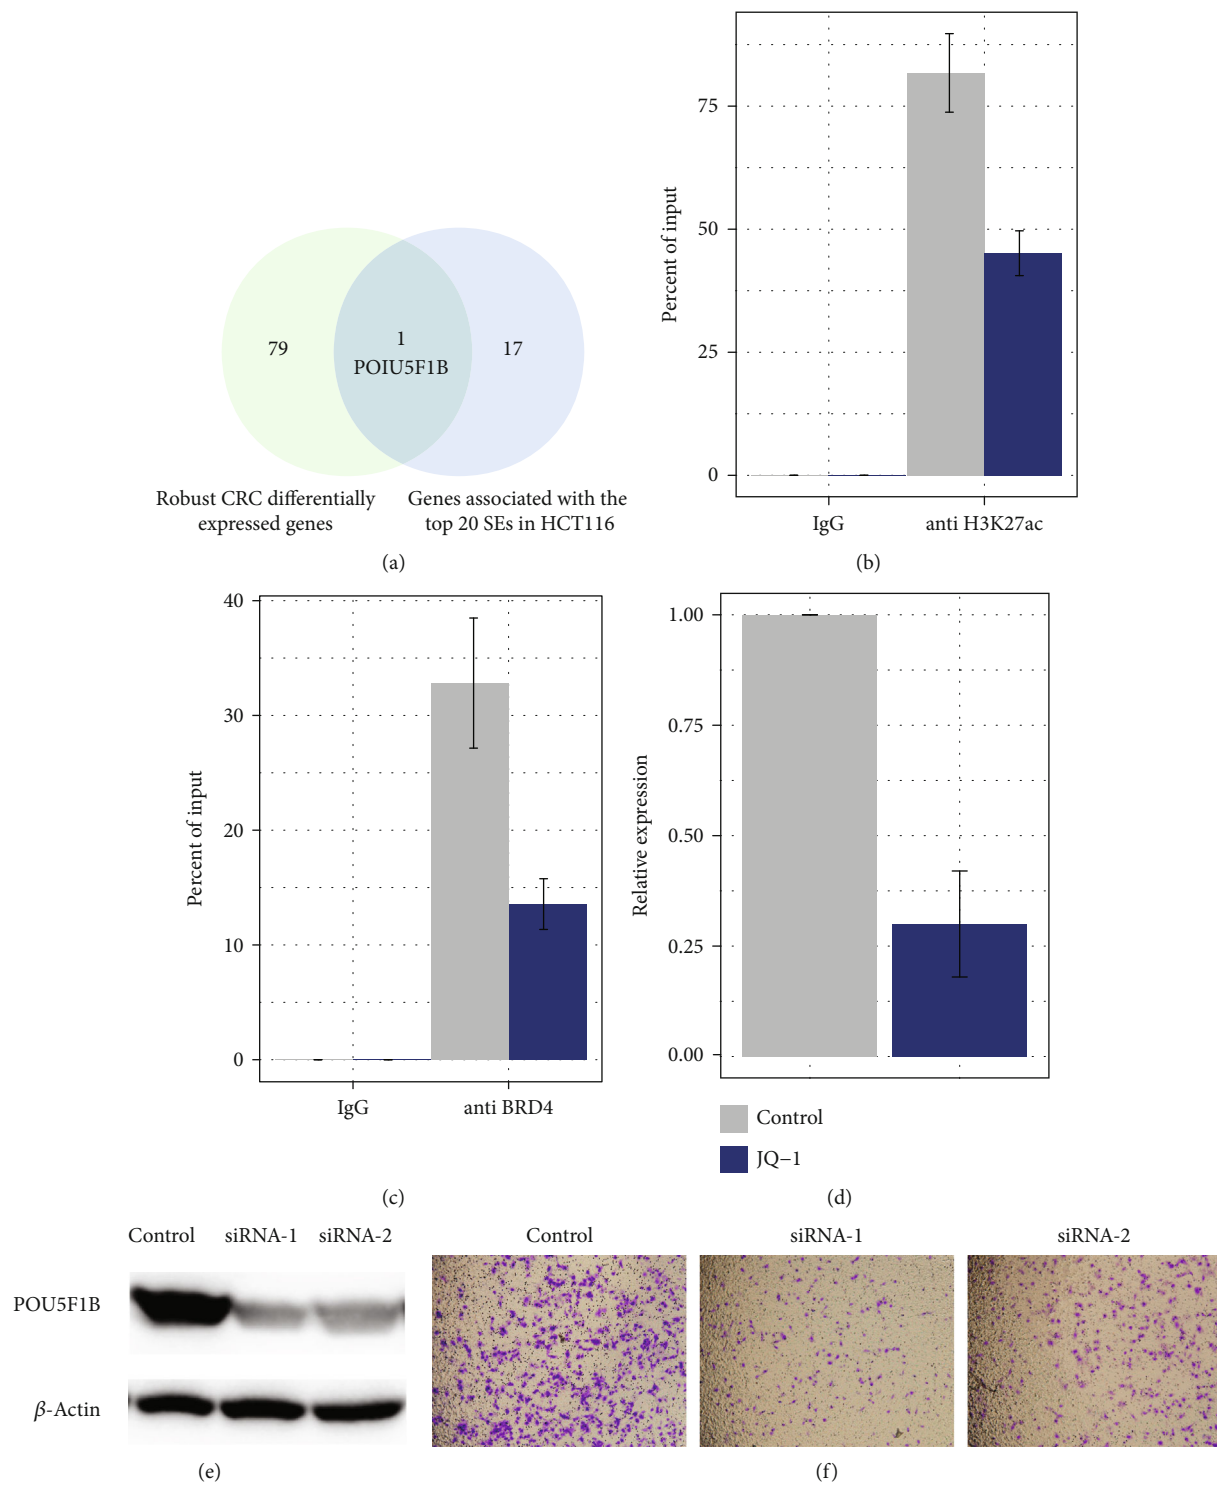 79
1
POIU5F1B
17
Robust CRC differentially
expressed genes
Genes associated with the
top 20 SEs in HCT116
(a)
Percent of input
75
50
25
0
IgG
anti H3K27ac
(b)
Percent of input
40
30
20
10
0
IgG
anti BRD4
(c)
Relative expression
1.00
0.75
0.50
0.25
0.00
Control
JQ−1
(d)
Control siRNA-1 siRNA-2
POU5F1B
β-Actin
(e)
Control
siRNA-1
siRNA-2
(f)